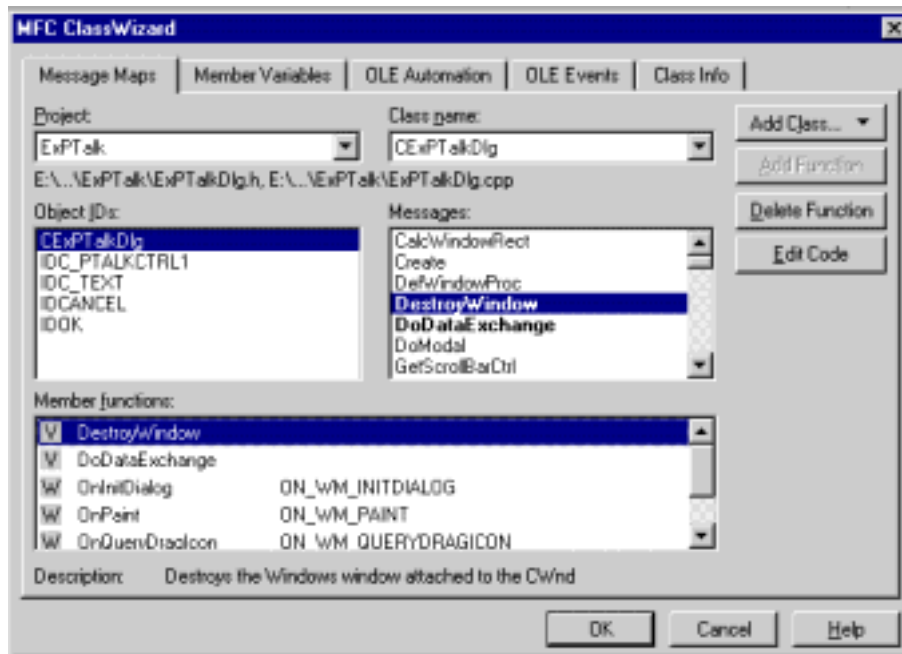 MFC ClassWizard
Message Maps Member Variables OLE Automation OLE Events Class Info
Project: Class name:
ExPTalk CExPTalkDlg
Add Class...
E:\...\ExPTalk\ExPTalkDlg.h, E:\...\ExPTalk\ExPTalkDlg.cpp
Add Function
Object IDs: Messages:
Delete Function
CExPTalkDlg CalcWindowRect
IDC_PTALKCTRL1 Create
Edit Code
IDC_TEXT DefWindowProc
IDCANCEL DestroyWindow
IDOK DoDataExchange
DoModal
GetScrollBarCtrl
Member functions:
V DestroyWindow
V DoDataExchange
W OnInitDialog ON_WM_INITDIALOG
W OnPaint ON_WM_PAINT
W OnQueryDragIcon ON_WM_QUERYDRAGICON
Description: Destroys the Windows window attached to the CWnd
OK Cancel Help